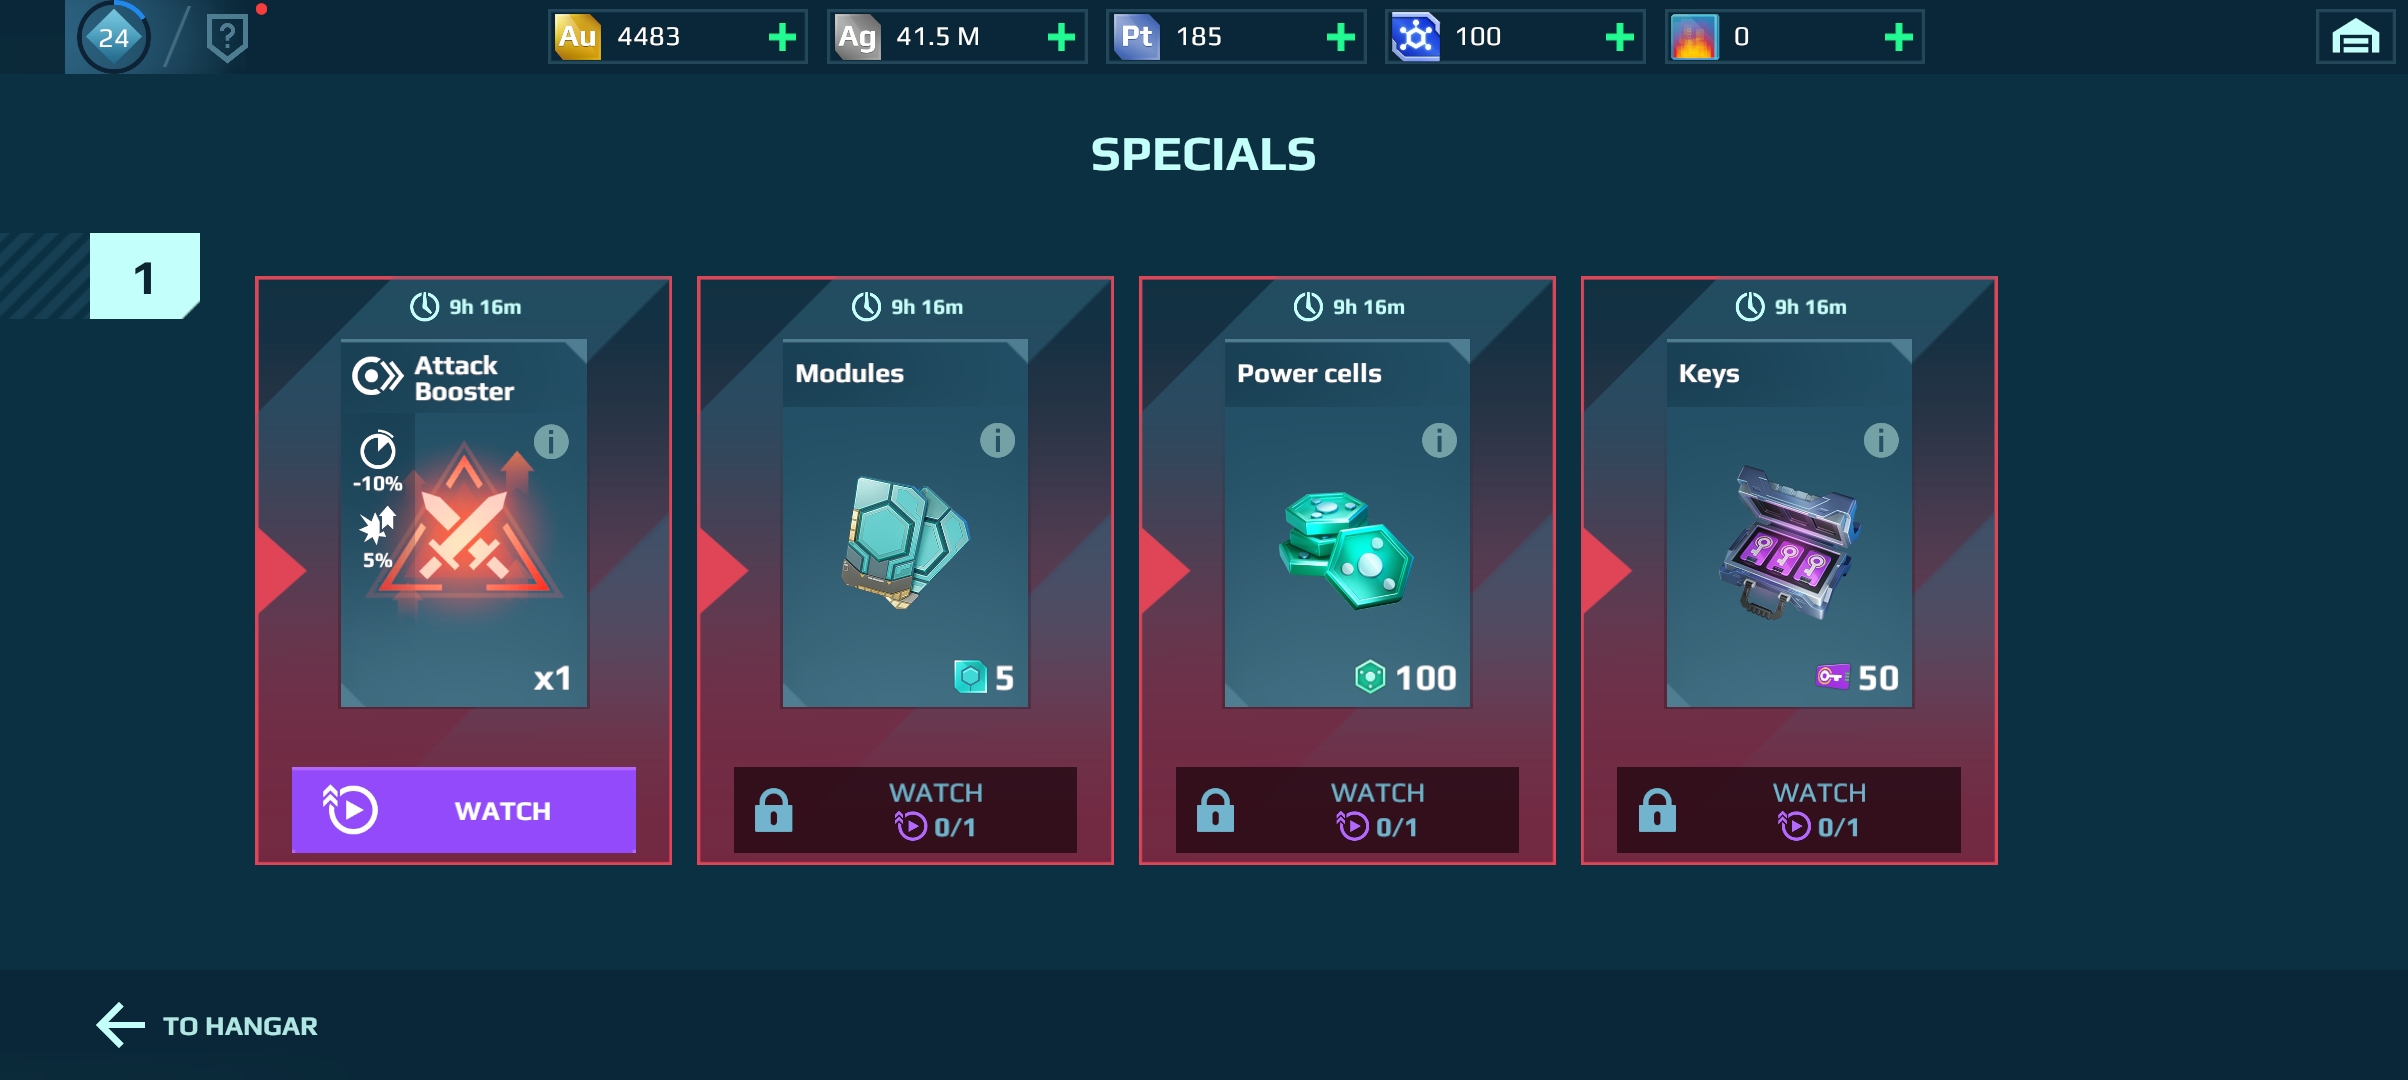 24
?
Au 4483
Ag 41.5 M
Pt 185
100
0
SPECIALS
1
9h 16m
Attack
Booster
-10%
5%
x1
WATCH
9h 16m
Modules
5
WATCH
0/1
9h 16m
Power cells
100
WATCH
0/1
9h 16m
Keys
50
WATCH
0/1
TO HANGAR